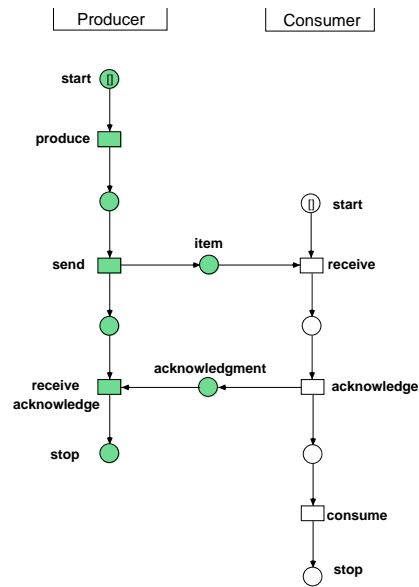 Producer
Consumer
start
[]
produce
[]
start
item
send
receive
acknowledgment
receive
acknowledge
acknowledge
stop
consume
stop